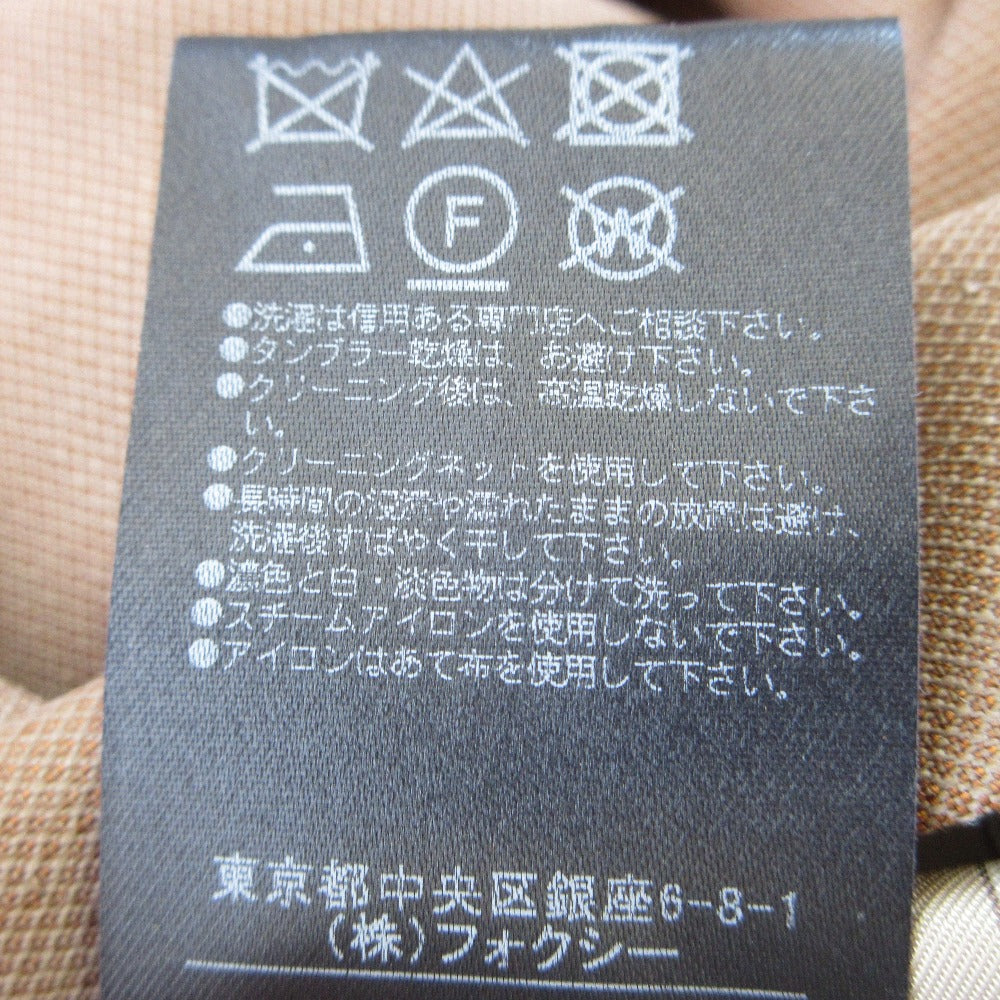 F
W
●洗濯は信用ある専門店へご相談下さい。
●タンブラー乾燥は、お避け下さい。
●クリーニング後は、高温乾燥しないで下さ
い。
●クリーニングネットを使用して下さい。
●長時間の浸漬や濡れたままの放置は避け、
洗濯後すばやく干して下さい。
●濃色と白・淡色物は分けて洗って下さい。
●スチームアイロンを使用しないで下さい。
●アイロンはあて布を使用して下さい。
東京都中央区銀座6-8-1
(株)フォクシー